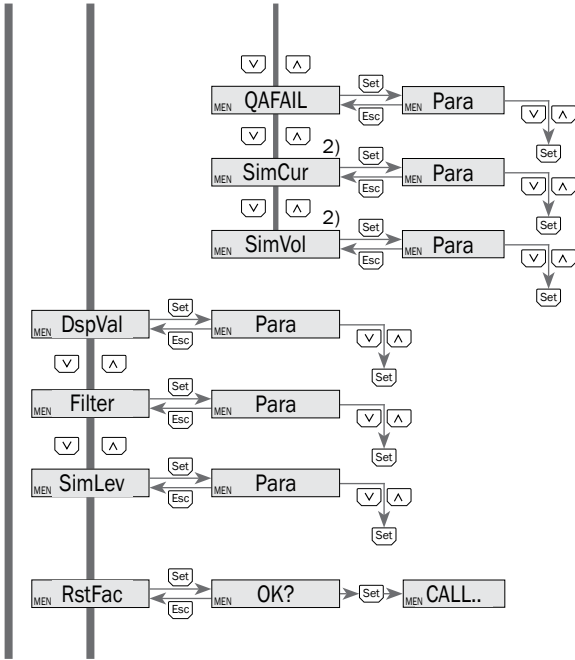 ∨ ∧
MEN QAFAIL Set Esc MEN Para ∨ ∧ Set
∨ ∧ 2)
MEN SimCur Set Esc MEN Para ∨ ∧ Set
∨ ∧ 2)
MEN SimVol Set Esc MEN Para ∨ ∧ Set
MEN DspVal Set Esc MEN Para ∨ ∧ Set
∨ ∧
MEN Filter Set Esc MEN Para ∨ ∧ Set
∨ ∧
MEN SimLev Set Esc MEN Para ∨ ∧ Set
MEN RstFac Set Esc MEN OK? Set MEN CALL..